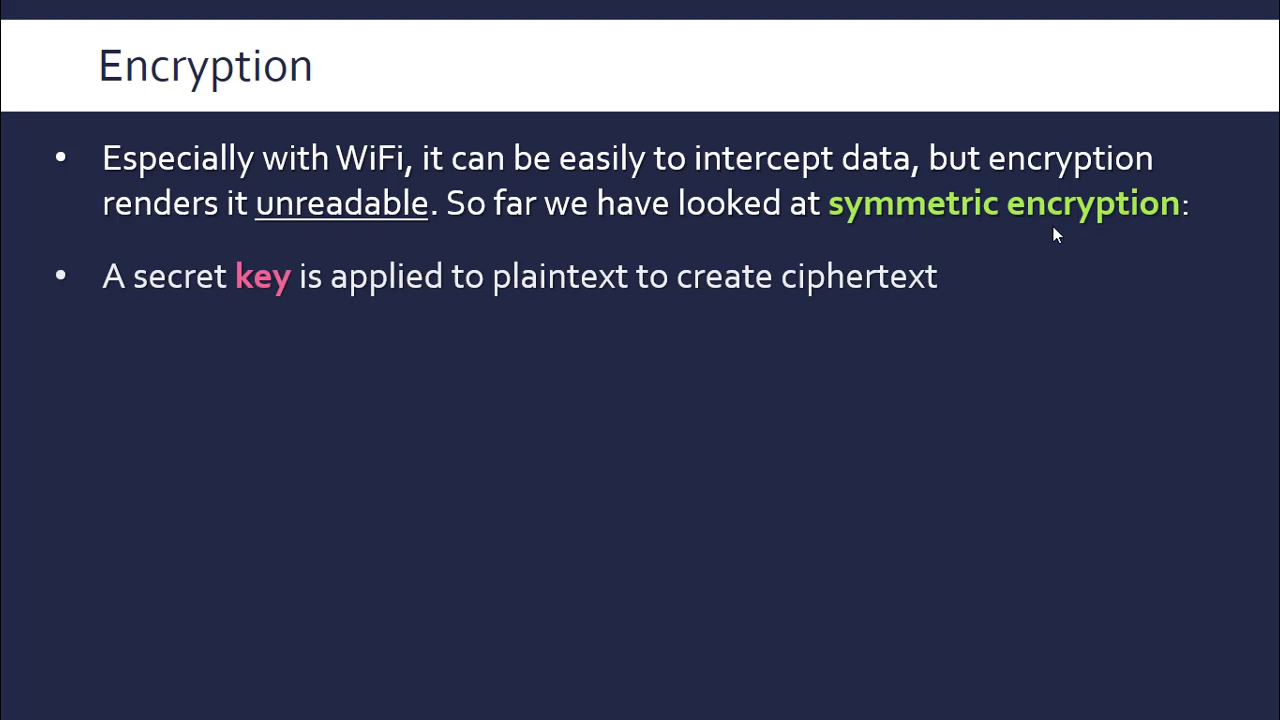 Encryption
• Especially with WiFi, it can be easily to intercept data, but encryption
renders it unreadable. So far we have looked at symmetric encryption:
• A secret key is applied to plaintext to create ciphertext